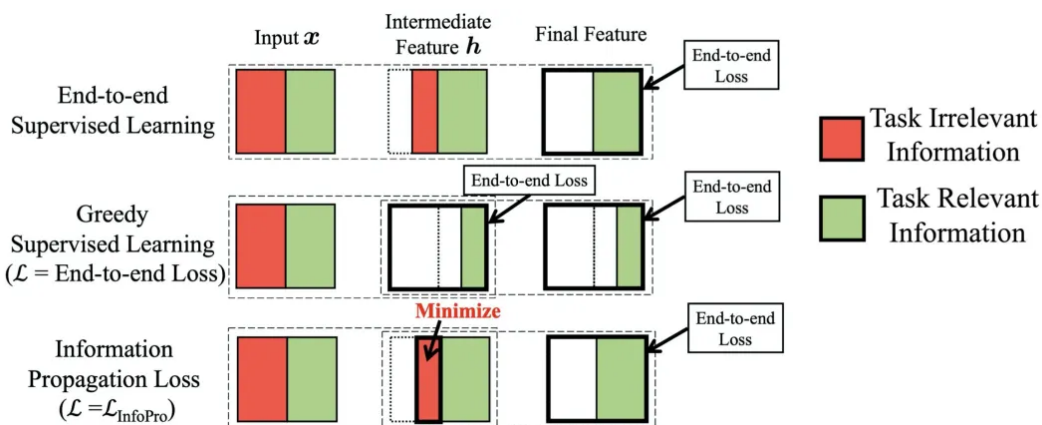 Input x
Intermediate
Feature h
Final Feature
End-to-end
Loss
End-to-end
Supervised Learning
Task Irrelevant
Information
Task Relevant
Information
End-to-end Loss
End-to-end
Loss
Greedy
Supervised Learning
(ℒ = End-to-end Loss)
Minimize
End-to-end
Loss
Information
Propagation Loss
(ℒ =ℒInfoPro)